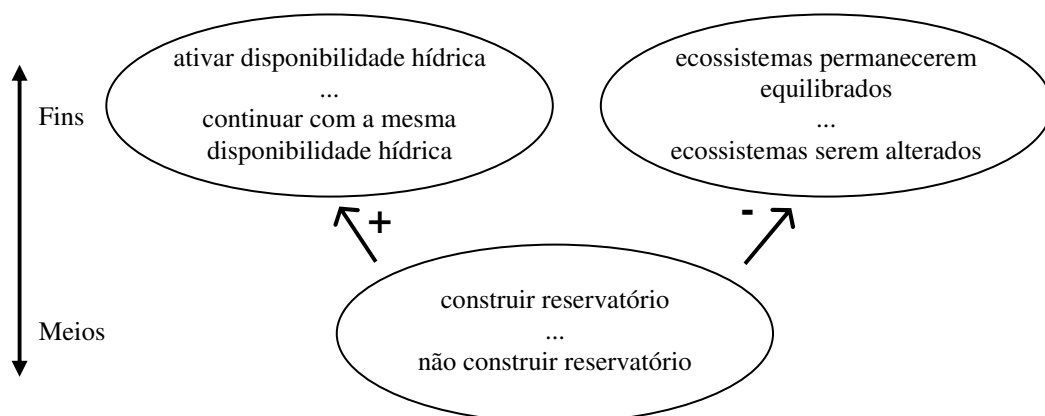 ativar disponibilidade hídrica
...
continuar com a mesma
disponibilidade hídrica
ecossistemas permanecerem
equilibrados
...
ecossistemas serem alterados
Fins
+
-
construir reservatório
...
não construir reservatório
Meios